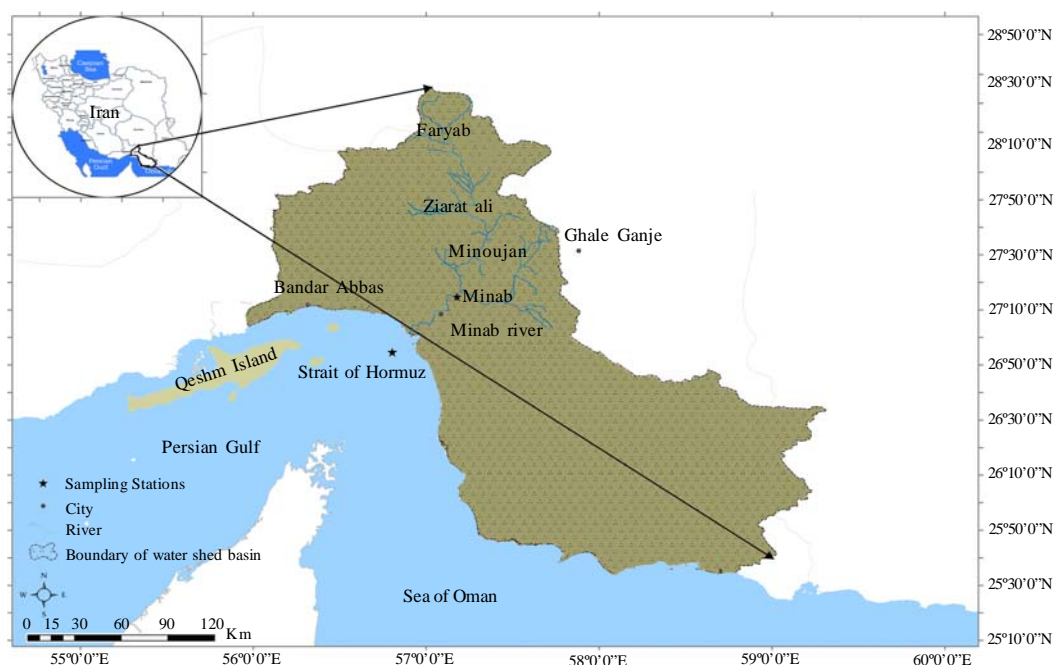 Caspian
Sea
Iran
Persian
Gulf
Faryab
Ziarat ali
Minoujan
Ghale Ganje
Bandar Abbas
Minab
Minab river
Qeshm Island
Strait of Hormuz
Persian Gulf
Sea of Oman
Sampling Stations
City
River
Boundary of water shed basin
N
W
E
S
0 15 30 60 90 120
Km
28°50'0"N
28°30'0"N
28°10'0"N
27°50'0"N
27°30'0"N
27°10'0"N
26°50'0"N
26°30'0"N
26°10'0"N
25°50'0"N
25°30'0"N
25°10'0"N
55°0'0"E
56°0'0"E
57°0'0"E
58°0'0"E
59°0'0"E
60°0'0"E